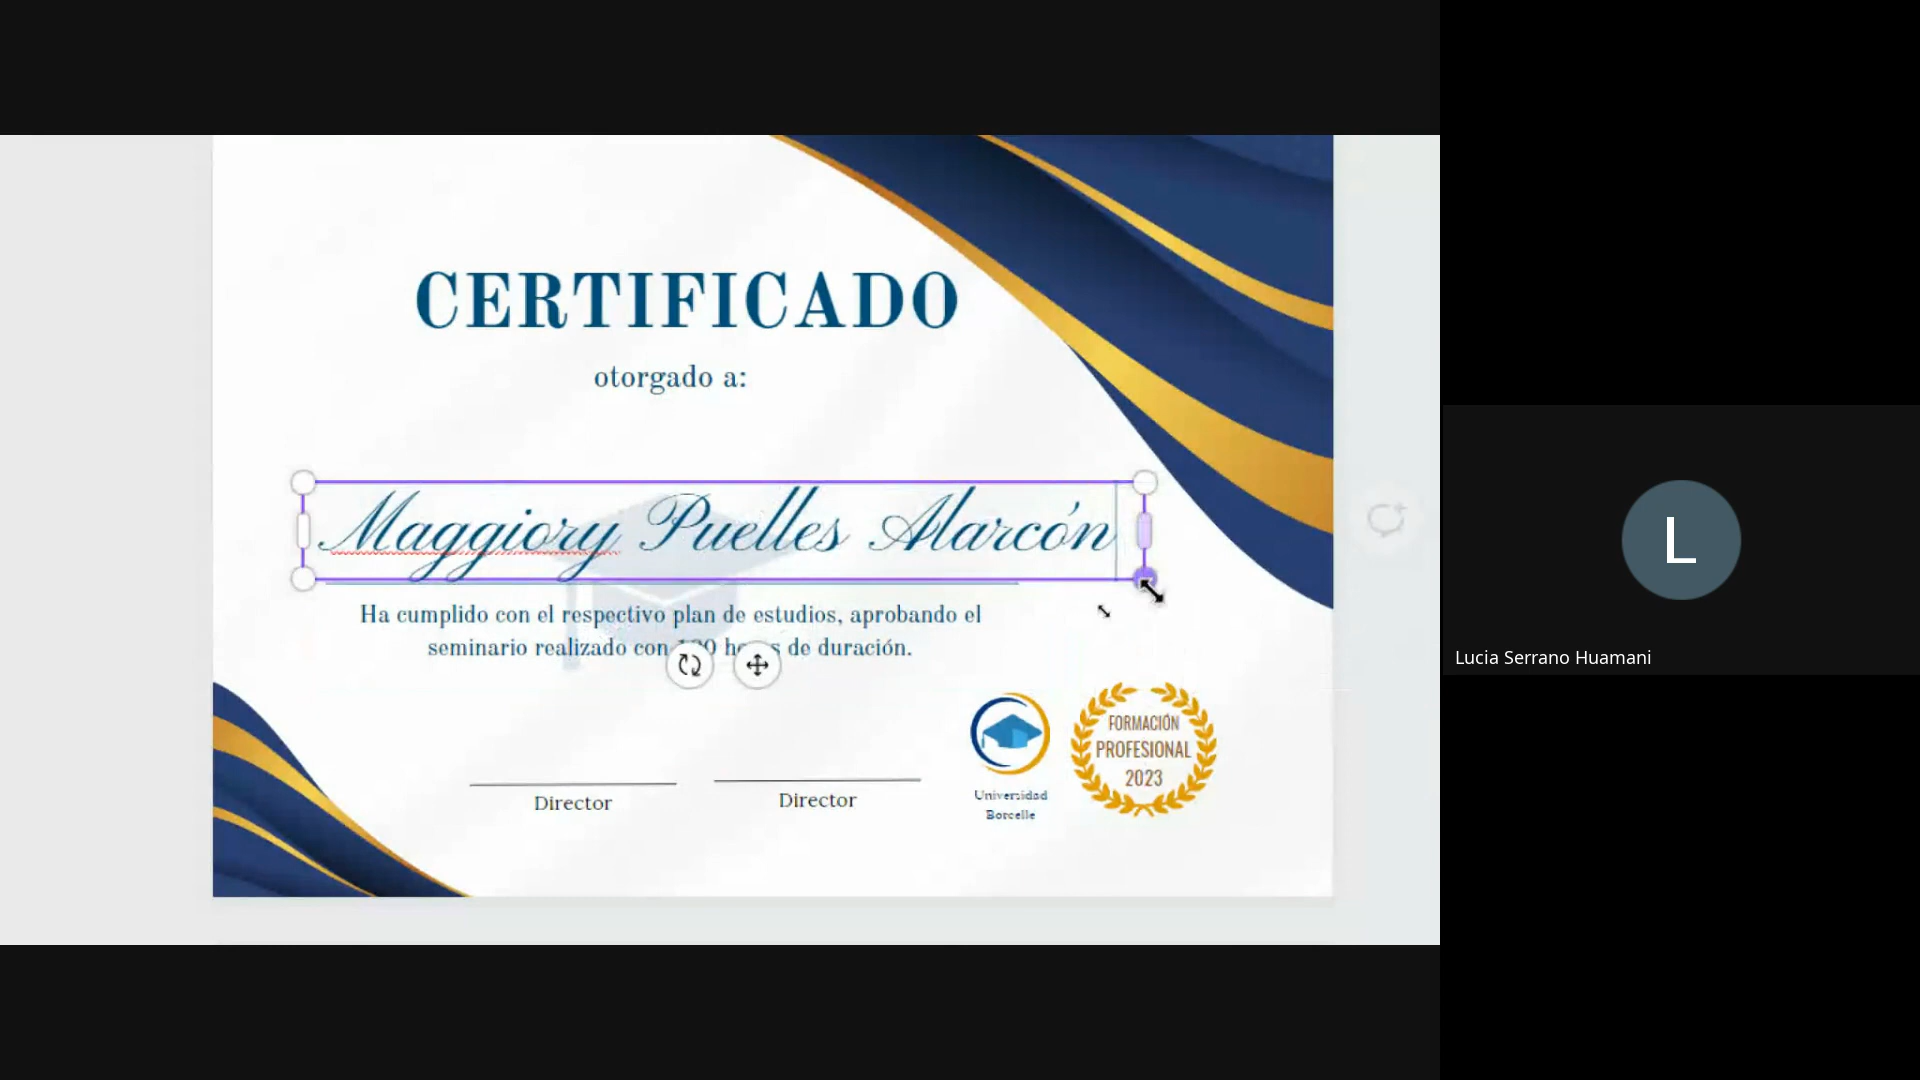 CERTIFICADO
otorgado a:
Maggiory Puelles Alarcón
Ha cumplido con el respectivo plan de estudios, aprobando el
seminario realizado con de duración.
Director
Director
Universidad
Borcelle
FORMACIÓN
PROFESIONAL
2023
L
Lucia Serrano Huamani